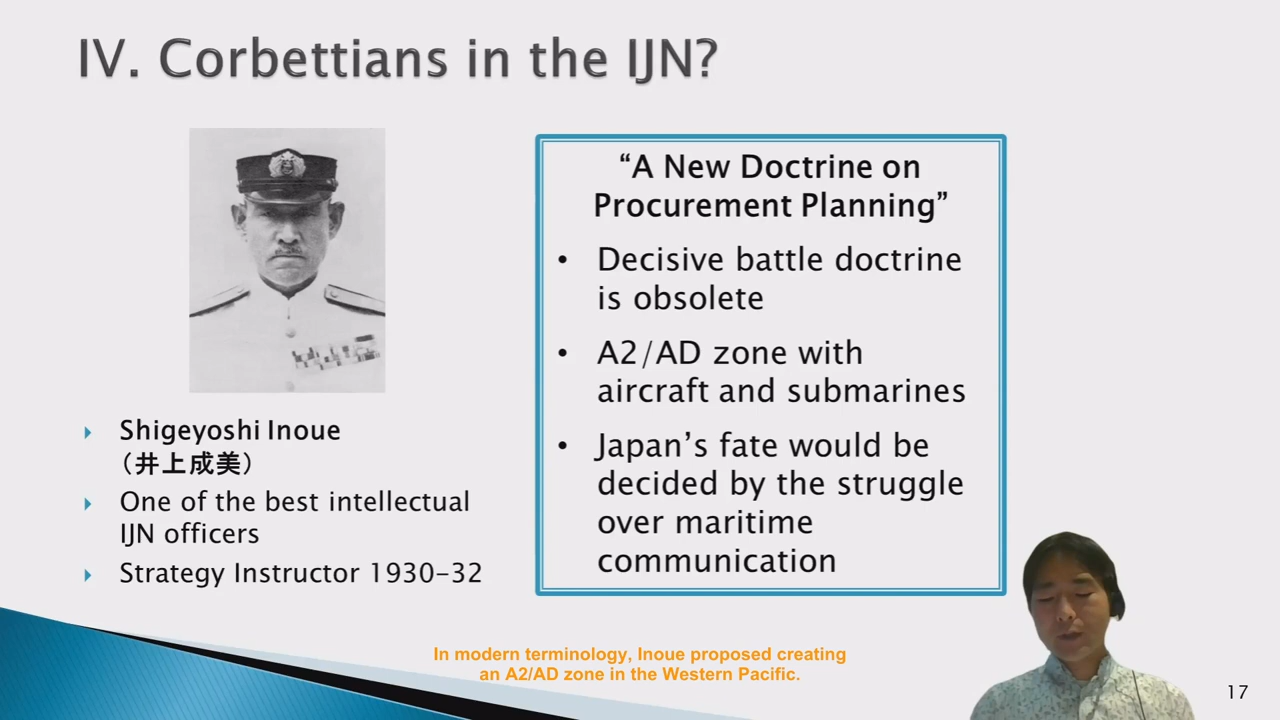 IV. Corbettians in the IJN?
Shigeyoshi Inoue
（井上成美）
One of the best intellectual
IJN officers
Strategy Instructor 1930-32
“A New Doctrine on
Procurement Planning”
• Decisive battle doctrine
is obsolete
• A2/AD zone with
aircraft and submarines
• Japan’s fate would be
decided by the struggle
over maritime
communication
In modern terminology, Inoue proposed creating
an A2/AD zone in the Western Pacific.
17